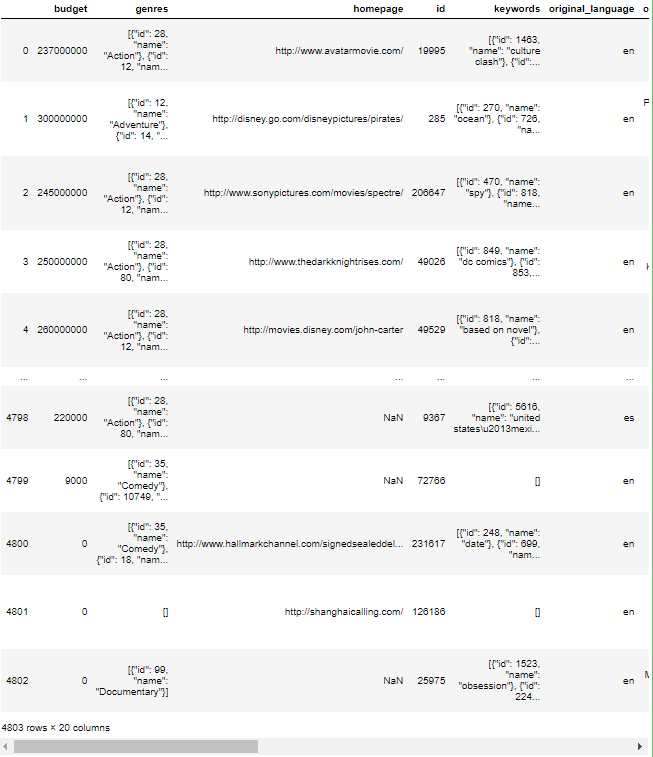 budget genres homepage id keywords original_language o
[{"id": 28,
"name":
"Action"}, {"id":
12, "nam...
0 237000000 http://www.avatarmovie.com/ 19995
[{"id": 1463,
"name": "culture
clash"}, {"id":...
en
[{"id": 12,
"name":
"Adventure"},
{"id": 14, "...
1 300000000 http://disney.go.com/disneypictures/pirates/ 285
[{"id": 270, "name":
"ocean"}, {"id": 726,
"na...
en
P
[{"id": 28,
"name":
"Action"}, {"id":
12, "nam...
2 245000000 http://www.sonypictures.com/movies/spectre/ 206647
[{"id": 470, "name":
"spy"}, {"id": 818,
"name...
en
[{"id": 28,
"name":
"Action"}, {"id":
80, "nam...
3 250000000 http://www.thedarkknightrises.com/ 49026
[{"id": 849, "name":
"dc comics"}, {"id":
853,...
en
[{"id": 28,
"name":
"Action"}, {"id":
12, "nam...
4 260000000 http://movies.disney.com/john-carter 49529
[{"id": 818, "name":
"based on novel"},
{"id":...
en
... ... ... ... ... ... ...
[{"id": 28,
"name":
"Action"}, {"id":
80, "nam...
4798 220000 NaN 9367
[{"id": 5616,
"name": "united
states\u2013mexi...
es
[{"id": 35,
"name":
"Comedy"},
{"id": 10749, "...
4799 9000 NaN 72766 [] en
[{"id": 35,
"name":
"Comedy"},
{"id": 18, "nam...
4800 0 http://www.hallmarkchannel.com/signedsealeddel... 231617
[{"id": 248, "name":
"date"}, {"id": 699,
"nam...
en
4801 0 [] http://shanghaicalling.com/ 126186 [] en
[{"id": 99,
"name":
"Documentary"}]
4802 0 NaN 25975
[{"id": 1523,
"name":
"obsession"}, {"id":
224...
en
4803 rows × 20 columns